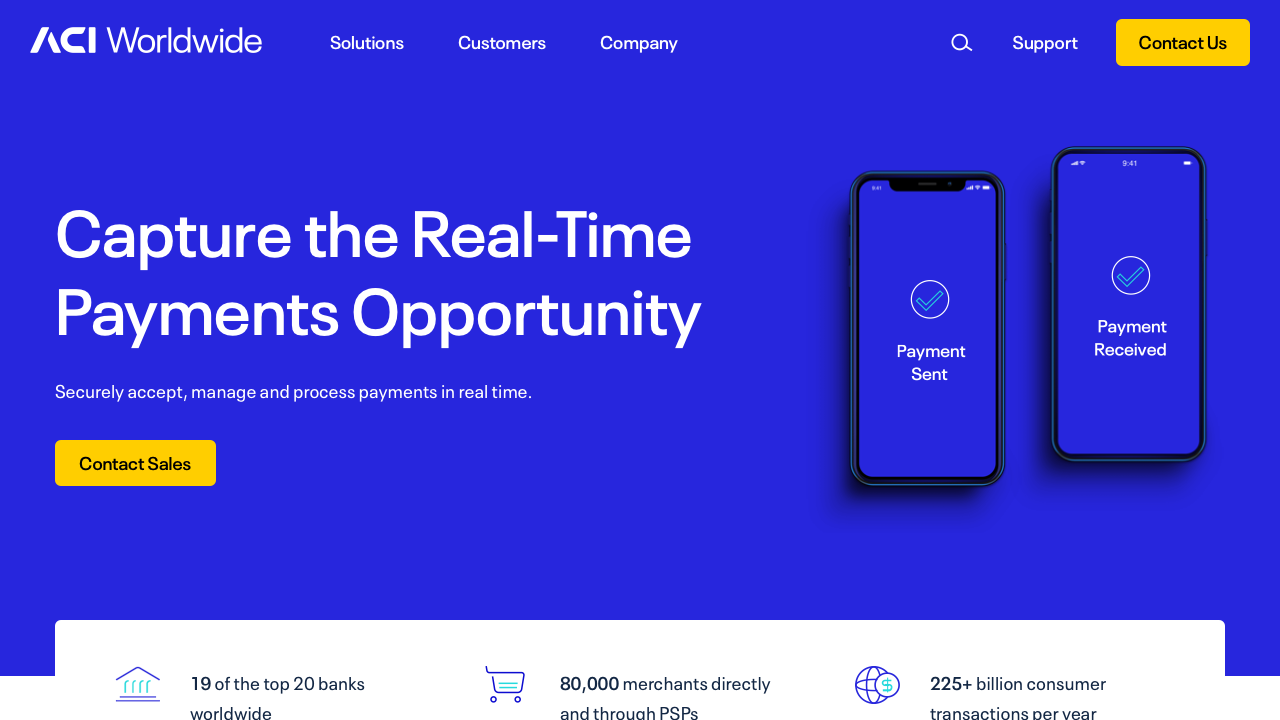 ACI Worldwide
Solutions
Customers
Company
Support
Contact Us
Capture the Real-Time
Payments Opportunity
Securely accept, manage and process payments in real time.
Contact Sales
9:41
Payment
Sent
9:41
Payment
Received
19 of the top 20 banks
worldwide
80,000 merchants directly
and through PSPs
225+ billion consumer
transactions per year